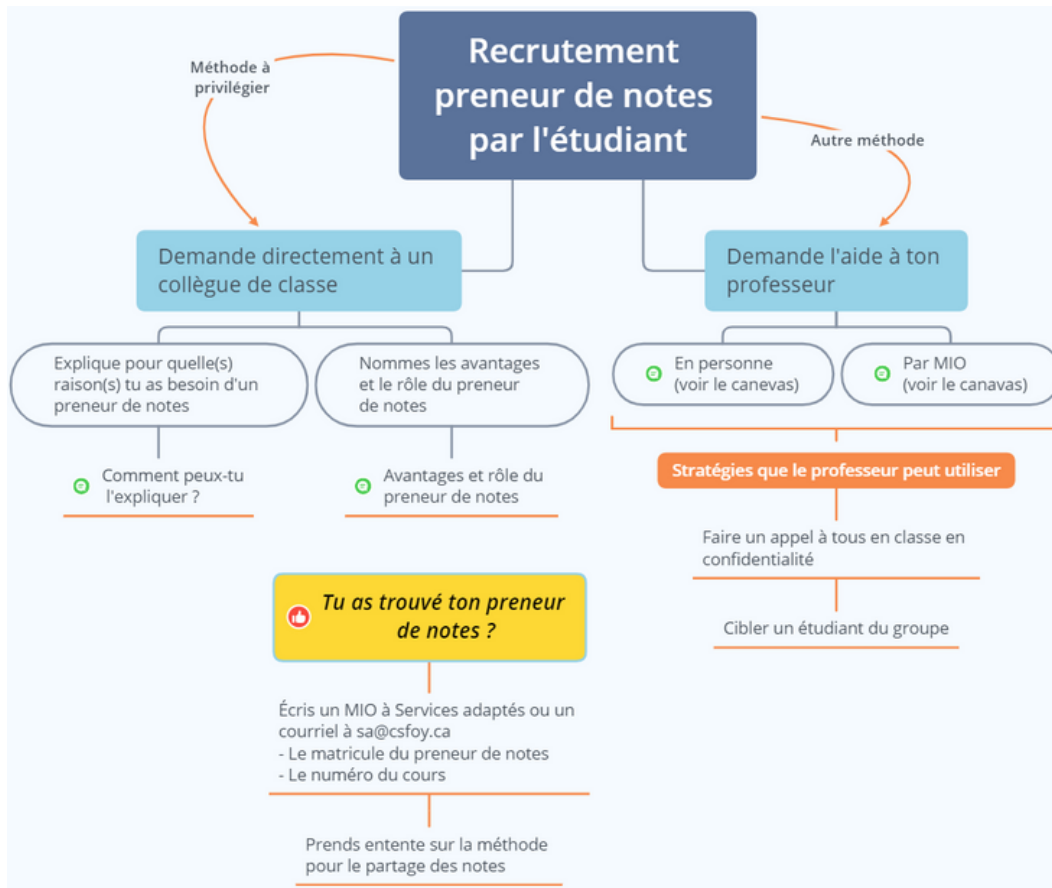 Recrutement
preneur de notes
par l'étudiant
Méthode à
privilégier
Autre méthode
Demande directement à un
collègue de classe
Explique pour quelle(s)
raison(s) tu as besoin d'un
preneur de notes
Comment peux-tu
l'expliquer ?
Nommes les avantages
et le rôle du preneur
de notes
Avantages et rôle du
preneur de notes
Demande l'aide à ton
professeur
En personne
(voir le canevas)
Par MIO
(voir le canavas)
Stratégies que le professeur peut utiliser
Faire un appel à tous en classe en
confidentialité
Cibler un étudiant du groupe
Tu as trouvé ton preneur
de notes ?
Écris un MIO à Services adaptés ou un
courriel à sa@csfoy.ca
- Le matricule du preneur de notes
- Le numéro du cours
Prends entente sur la méthode
pour le partage des notes